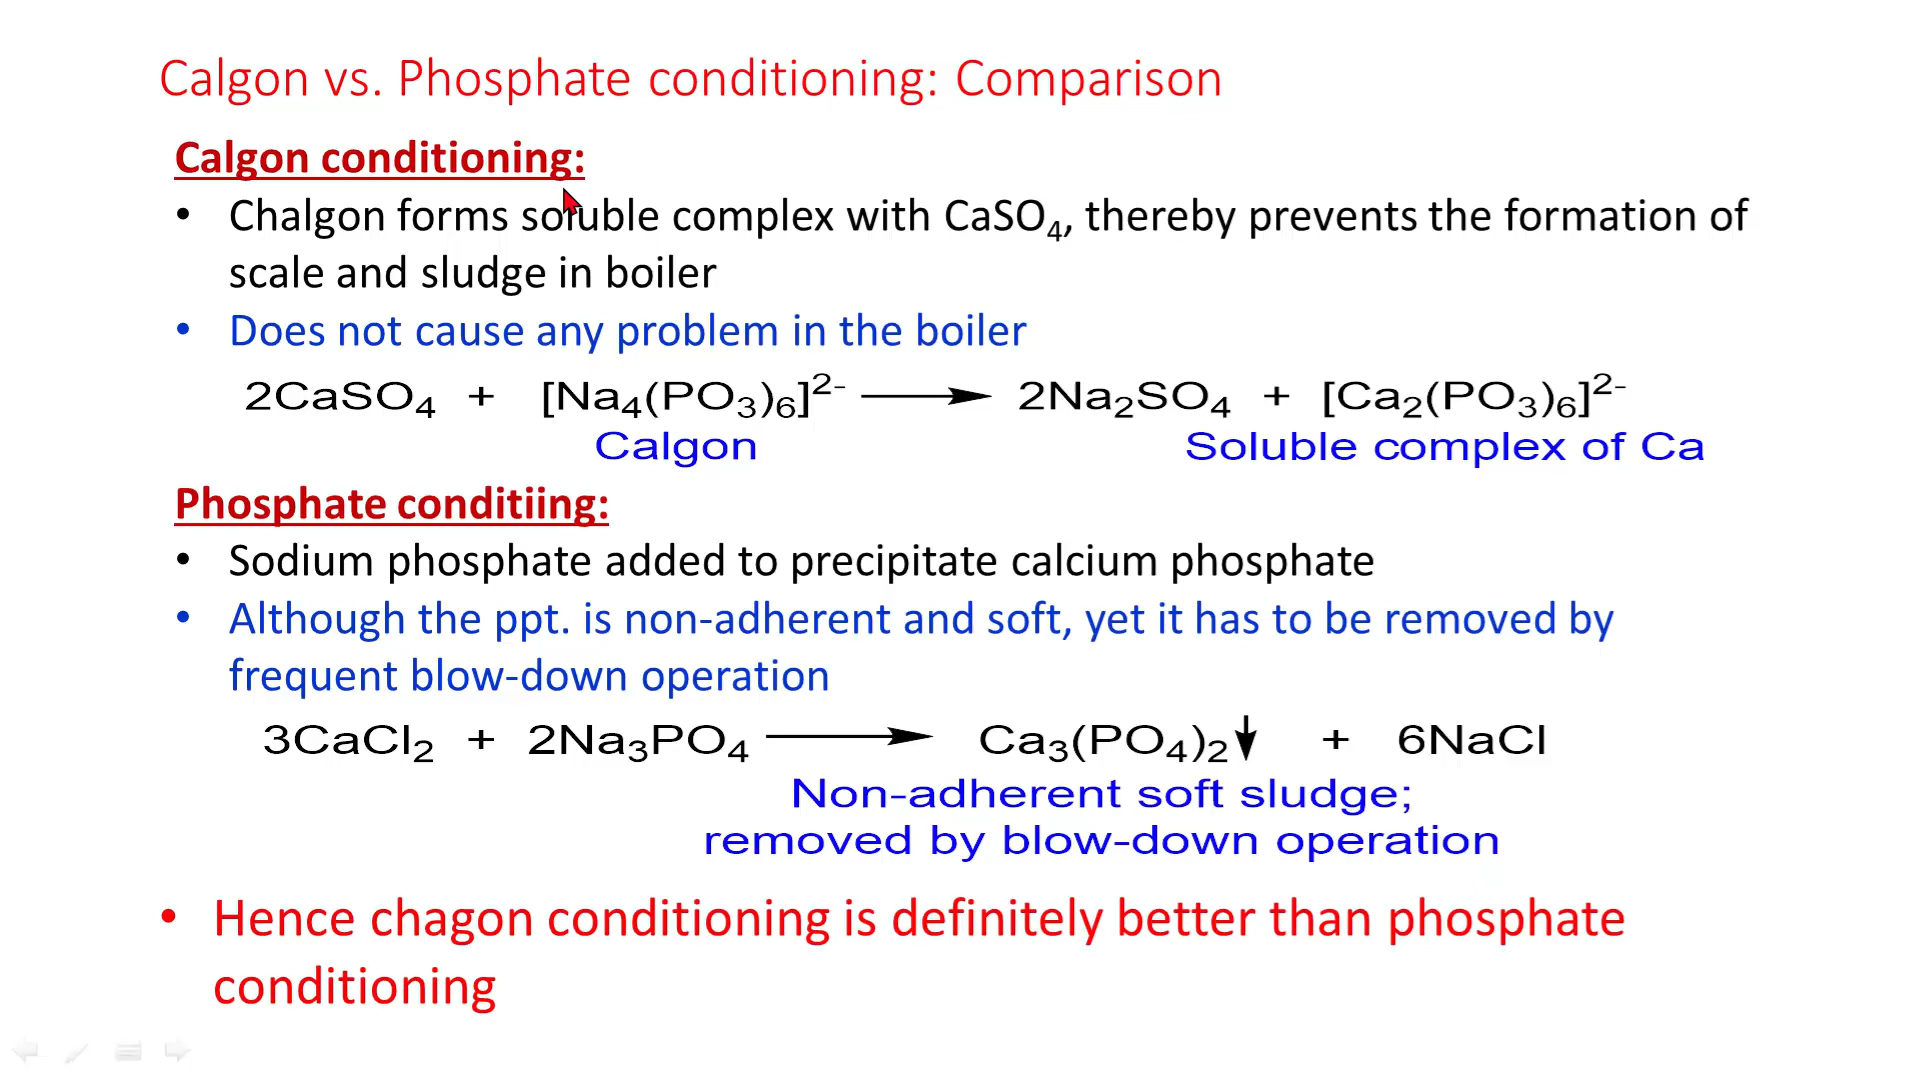 Calgon vs. Phosphate conditioning: Comparison
Calgon conditioning:
• Chalgon forms soluble complex with CaSO₄, thereby prevents the formation of
scale and sludge in boiler
• Does not cause any problem in the boiler
2CaSO₄ + [Na₄(PO₃)₆]²⁻ ⟶ 2Na₂SO₄ + [Ca₂(PO₃)₆]²⁻
Calgon Soluble complex of Ca
Phosphate conditiing:
• Sodium phosphate added to precipitate calcium phosphate
• Although the ppt. is non-adherent and soft, yet it has to be removed by
frequent blow-down operation
3CaCl₂ + 2Na₃PO₄ ⟶ Ca₃(PO₄)₂↓ + 6NaCl
Non-adherent soft sludge;
removed by blow-down operation
• Hence chagon conditioning is definitely better than phosphate
conditioning